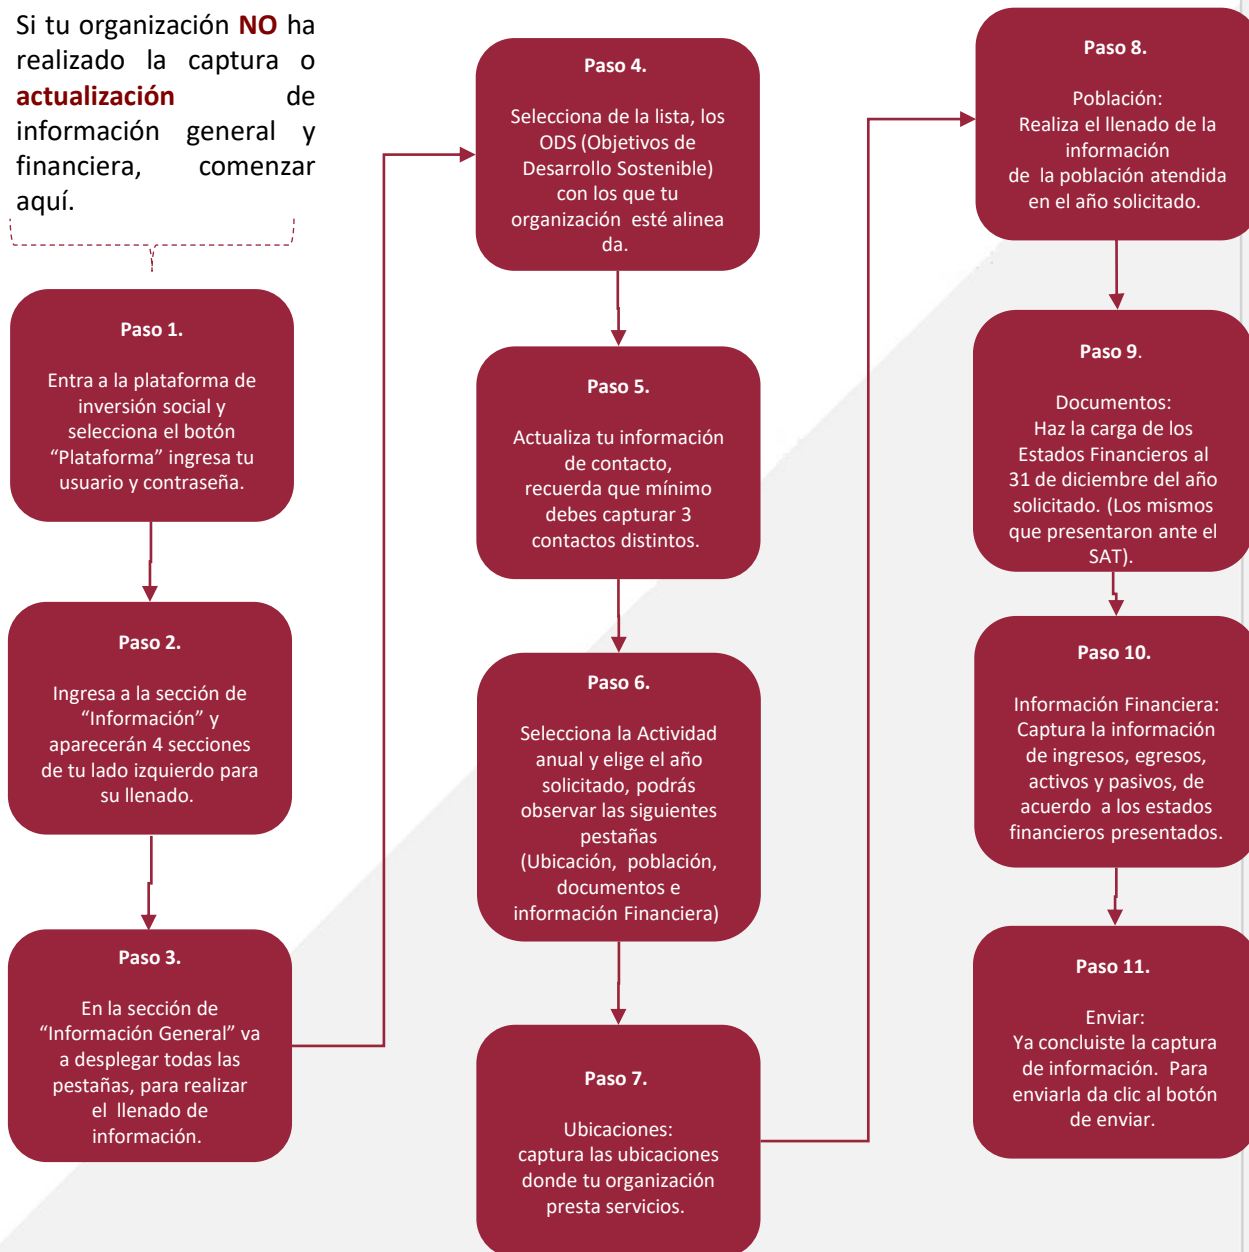 Si tu organización NO ha
realizado la captura o
actualización de
información general y
financiera, comenzar
aquí.
Paso 1.
Entra a la plataforma de
inversión social y
selecciona el botón
“Plataforma” ingresa tu
usuario y contraseña.
Paso 2.
Ingresa a la sección de
“Información” y
aparecerán 4 secciones
de tu lado izquierdo para
su llenado.
Paso 3.
En la sección de
“Información General” va
a desplegar todas las
pestañas, para realizar
el llenado de
información.
Paso 4.
Selecciona de la lista, los
ODS (Objetivos de
Desarrollo Sostenible)
con los que tu
organización esté alinea
da.
Paso 5.
Actualiza tu información
de contacto,
recuerda que mínimo
debes capturar 3
contactos distintos.
Paso 6.
Selecciona la Actividad
anual y elige el año
solicitado, podrás
observar las siguientes
pestañas
(Ubicación, población,
documentos e
información Financiera)
Paso 7.
Ubicaciones:
captura las ubicaciones
donde tu organización
presta servicios.
Paso 8.
Población:
Realiza el llenado de la
información
de la población atendida
en el año solicitado.
Paso 9.
Documentos:
Haz la carga de los
Estados Financieros al
31 de diciembre del año
solicitado. (Los mismos
que presentaron ante el
SAT).
Paso 10.
Información Financiera:
Captura la información
de ingresos, egresos,
activos y pasivos, de
acuerdo a los estados
financieros presentados.
Paso 11.
Enviar:
Ya concluiste la captura
de información. Para
enviarla da clic al botón
de enviar.